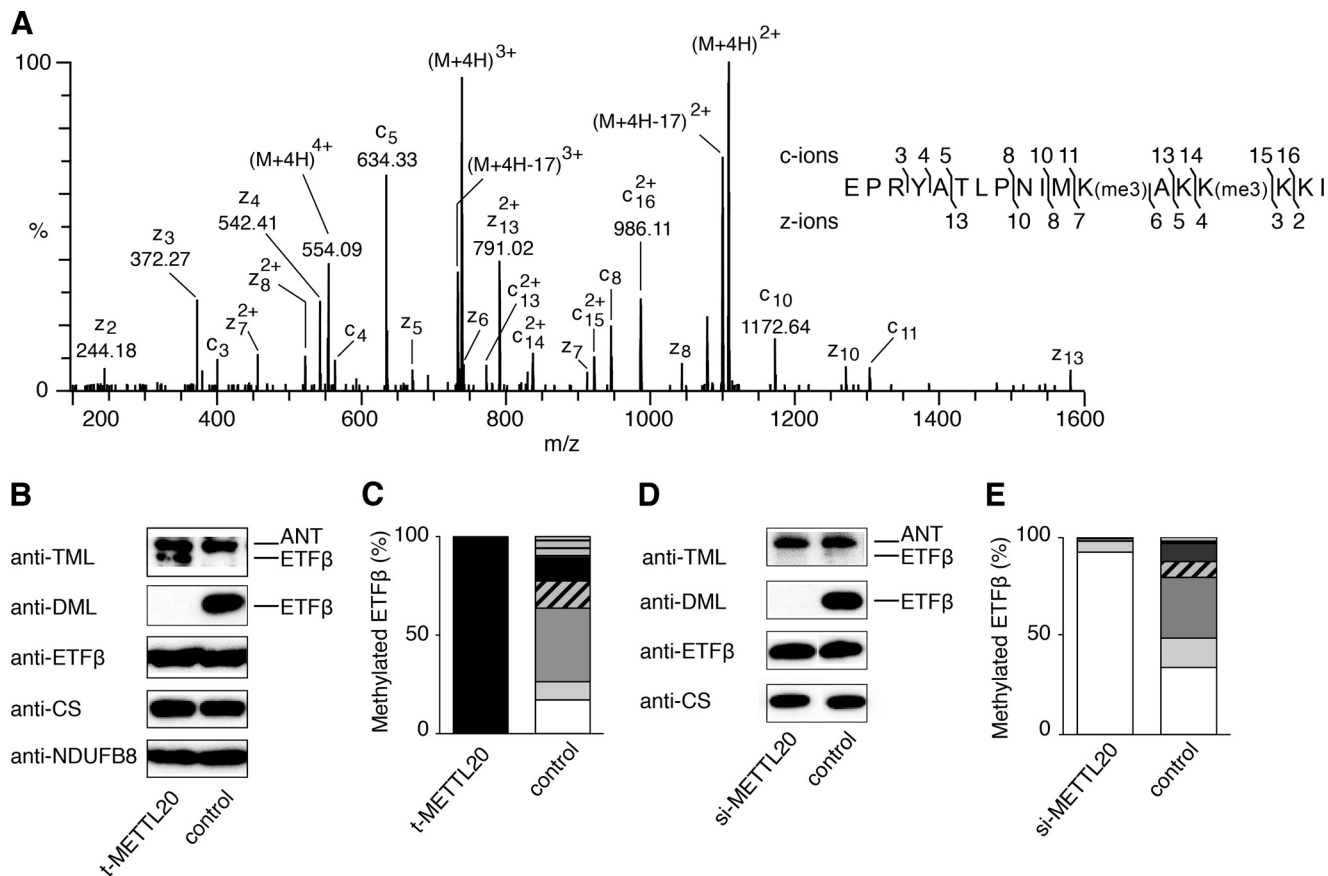 A
100
%
0
200
400
600
800
1000
1200
1400
1600
m/z
z2
244.18
z3
372.27
c3
z7 2+
z8 2+
z4
542.41
(M+4H)4+
554.09
c4
c5
634.33
z5
(M+4H)3+
(M+4H-17)3+
z6
z13 2+
791.02
c13 2+
c14 2+
z7
c15 2+
c8
c16 2+
986.11
z8
(M+4H-17)2+
(M+4H)2+
c10
1172.64
z10
c11
z13
c-ions 3 4 5 8 10 11 13 14 15 16
EPRYATLPNIMK(me3)AKK(me3)KKI
z-ions 13 10 8 7 6 5 4 3 2
B
anti-TML
ANT
ETFβ
anti-DML
ETFβ
anti-ETFβ
anti-CS
anti-NDUFB8
t-METTL20
control
C
Methylated ETFβ (%)
100
50
0
t-METTL20
control
D
anti-TML
ANT
ETFβ
anti-DML
ETFβ
anti-ETFβ
anti-CS
si-METTL20
control
E
Methylated ETFβ (%)
100
50
0
si-METTL20
control